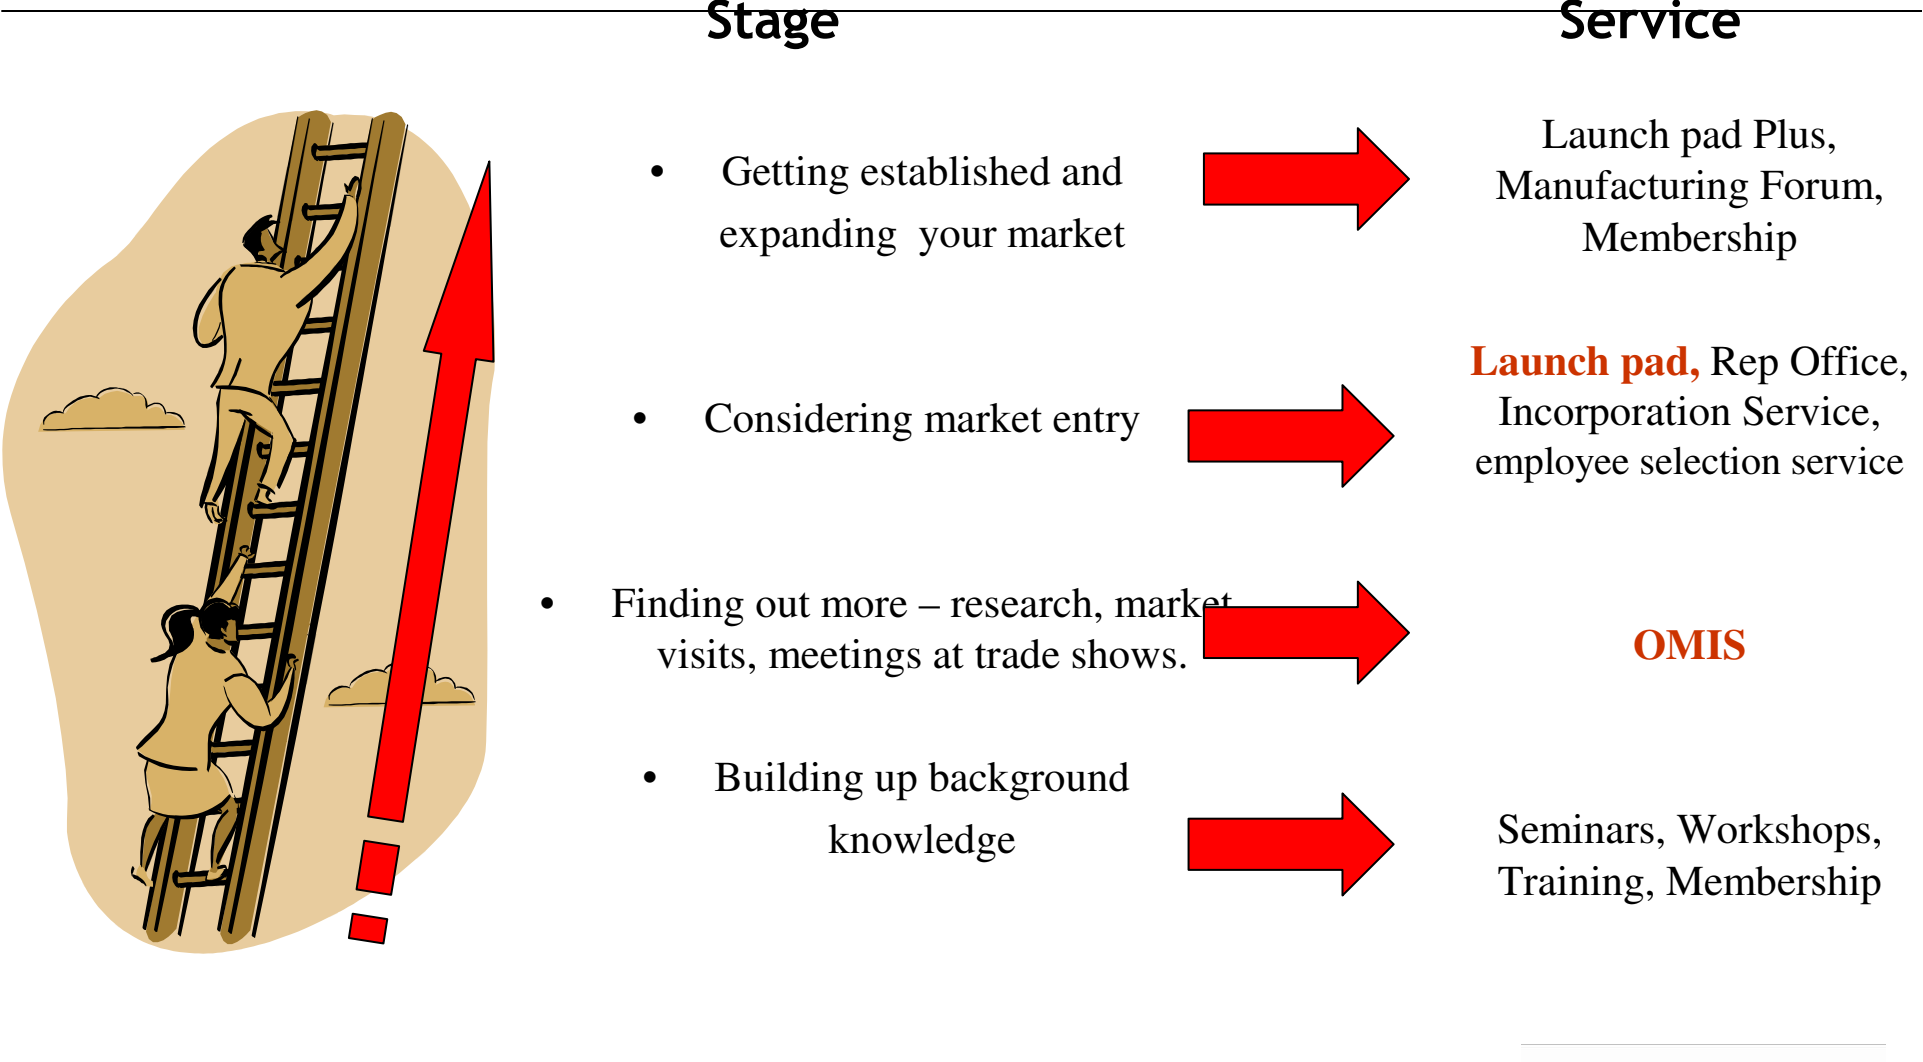 Stage
Service
• Getting established and
expanding your market
Launch pad Plus,
Manufacturing Forum,
Membership
• Considering market entry
Launch pad, Rep Office,
Incorporation Service,
employee selection service
• Finding out more – research, market
visits, meetings at trade shows.
OMIS
• Building up background
knowledge
Seminars, Workshops,
Training, Membership